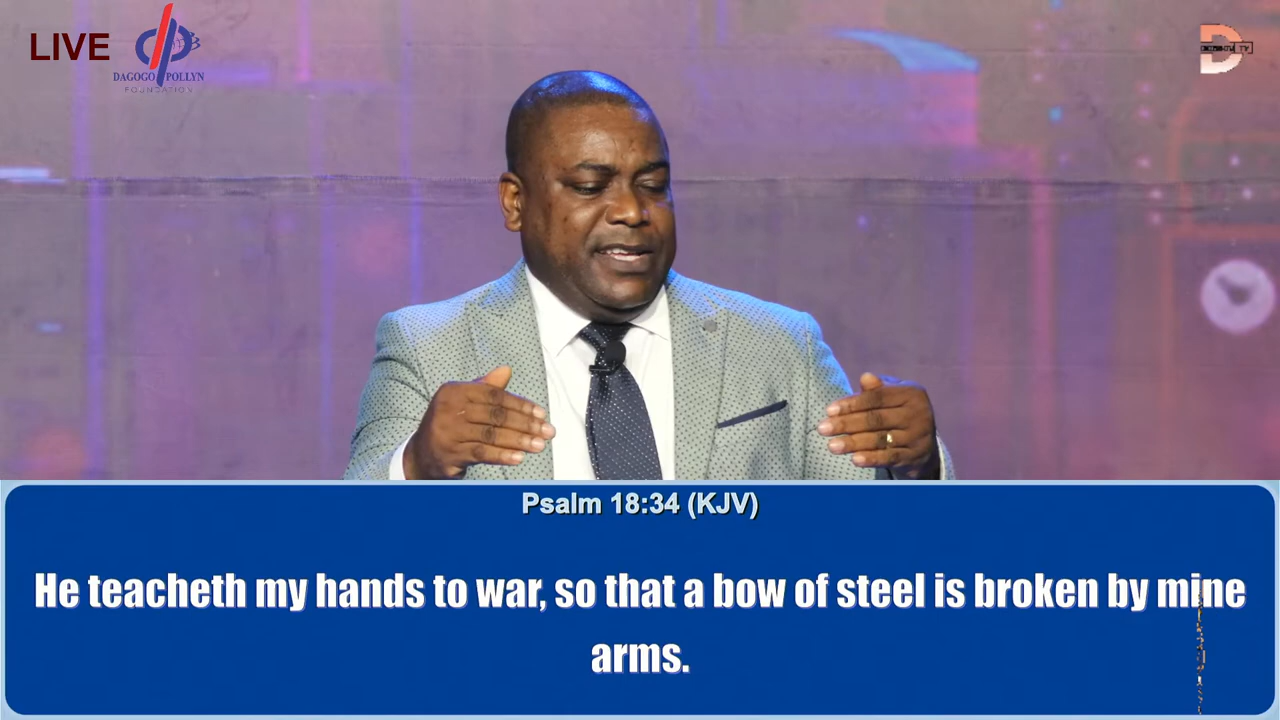 LIVE
DAGOGO POLLYN
FOUNDATION
Psalm 18:34 (KJV)
He teacheth my hands to war, so that a bow of steel is broken by mine
arms.